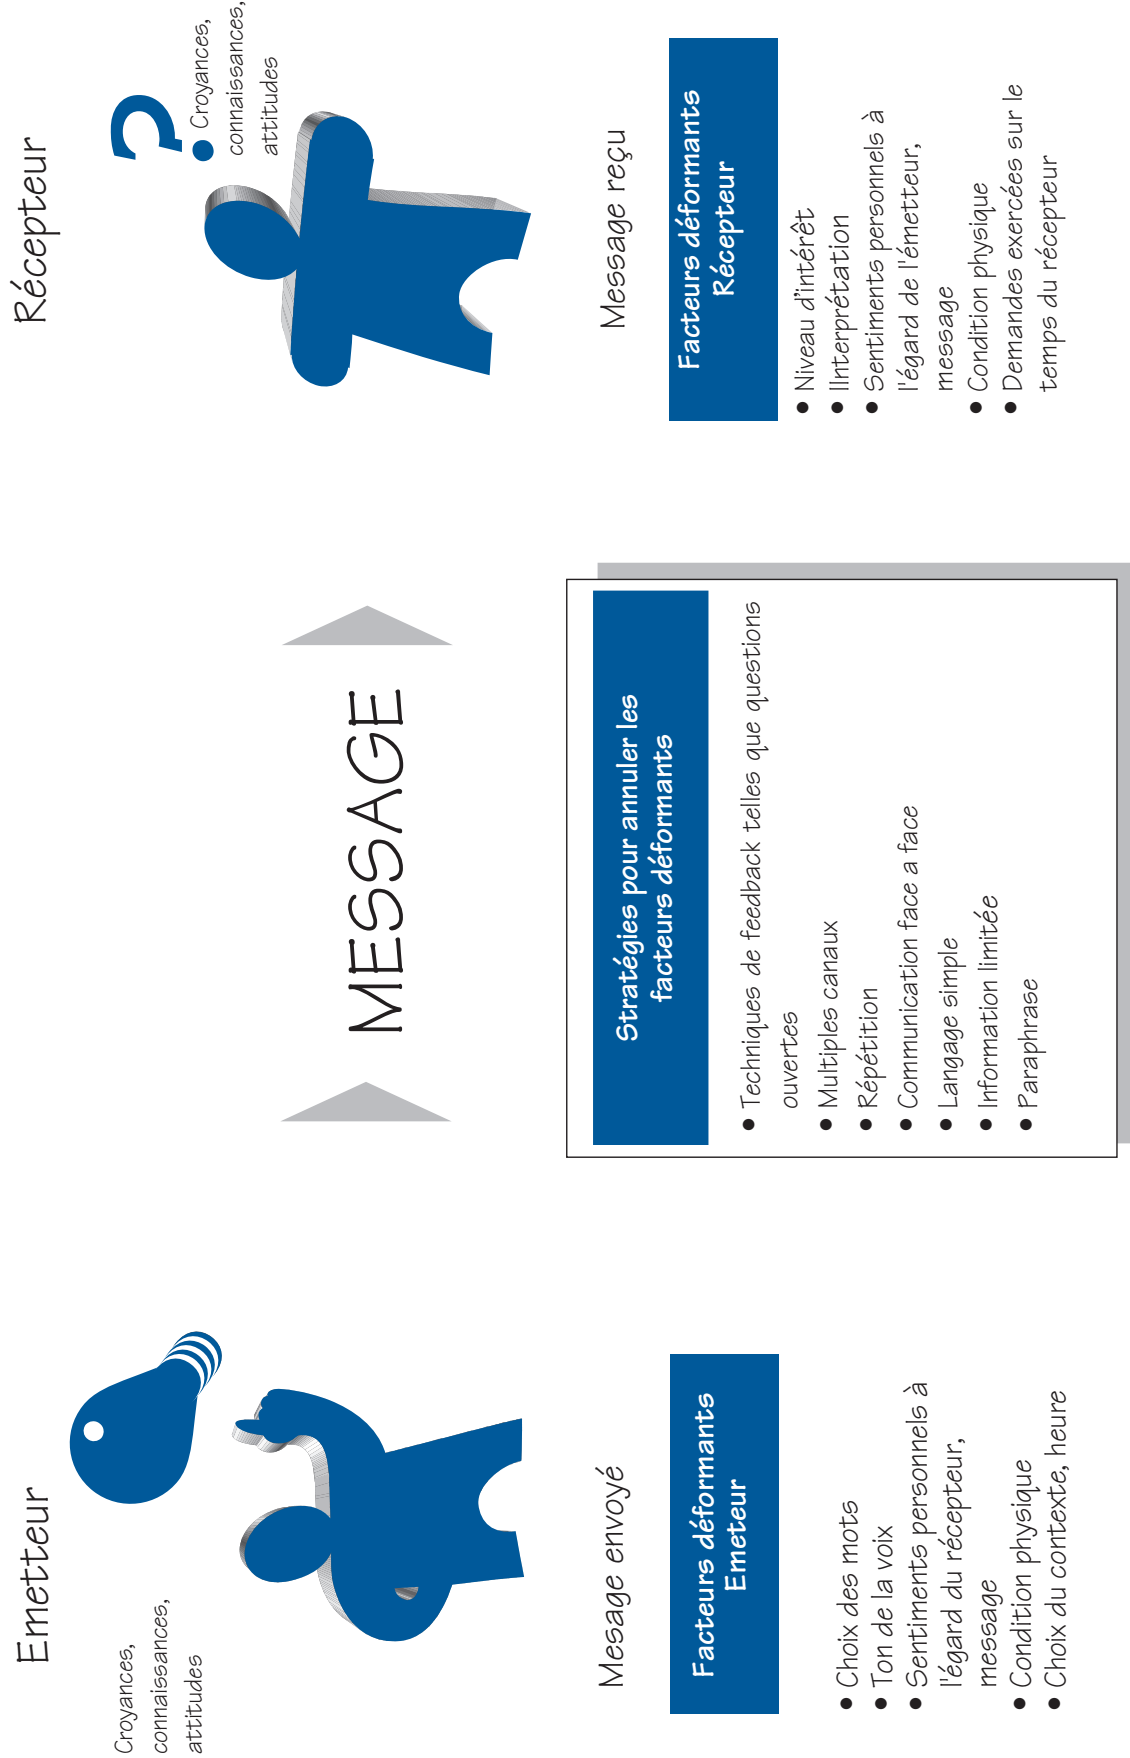 Emetteur
Croyances,
connaissances,
attitudes
Mesage envoyé
Facteurs déformants
Emeteur
• Choix des mots
• Ton de la voix
• Sentiments personnels à
l'égard du récepteur,
message
• Condition physique
• Choix du contexte, heure
MESSAGE
Stratégies pour annuler les
facteurs déformants
• Techniques de feedback telles que questions
ouvertes
• Multiples canaux
• Répétition
• Communication face a face
• Langage simple
• Information limitée
• Paraphrase
Récepteur
?
Croyances,
connaissances,
attitudes
Message reçu
Facteurs déformants
Récepteur
• Niveau d'intérêt
• IInterprétation
• Sentiments personnels à
l'égard de l'émetteur,
message
• Condition physique
• Demandes exercées sur le
temps du récepteur